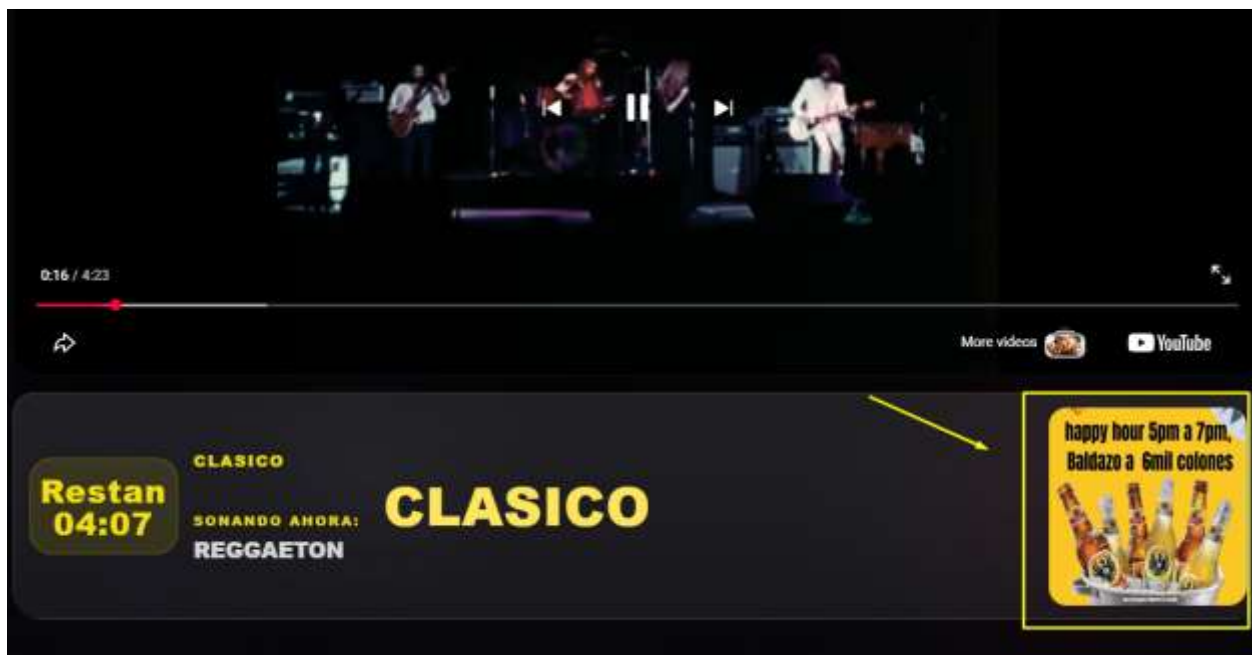 0:16 / 4:23
More videos
YouTube
happy hour 5pm a 7pm,
Baldazo a 6mil colones
Restan
04:07
CLASICO
SONANDO AHORA:
REGGAETON
CLASICO